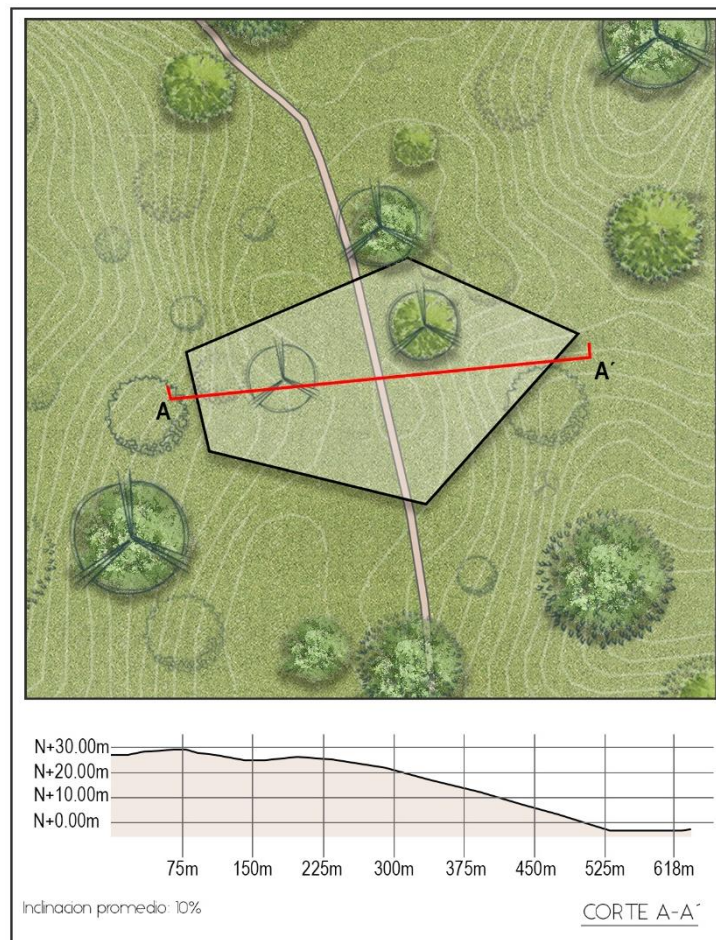 A
A´
N+30.00m
N+20.00m
N+10.00m
N+0.00m
75m 150m 225m 300m 375m 450m 525m 618m
Inclinacion promedio: 10%
CORTE A-A´